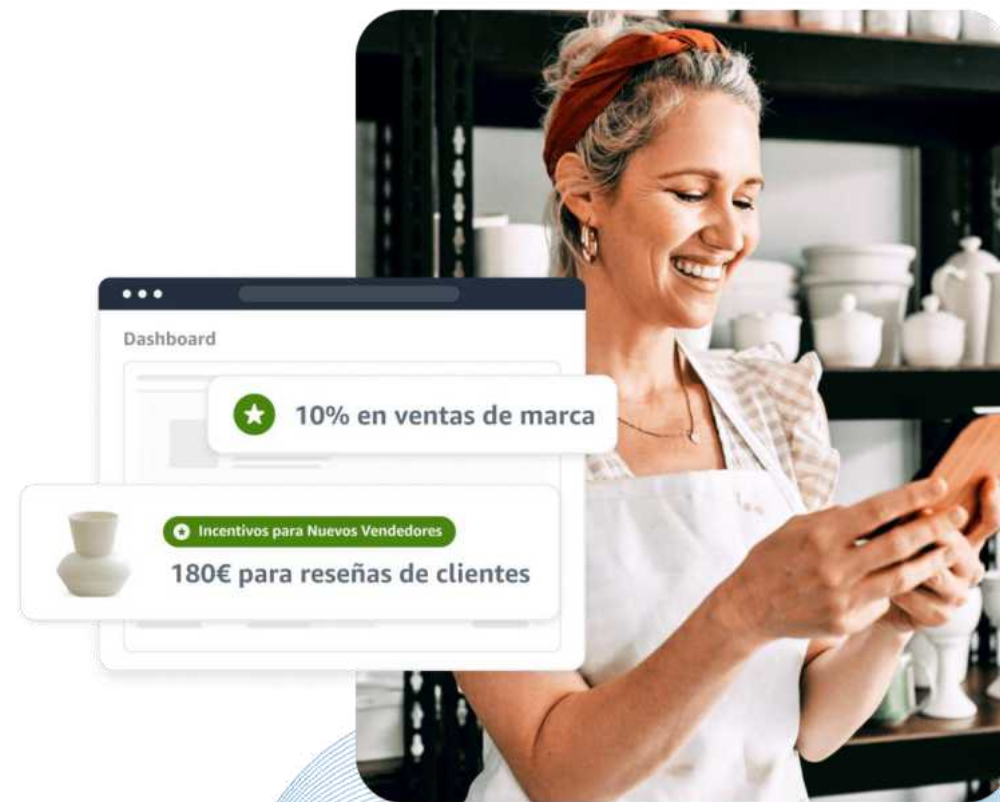 Dashboard
10% en ventas de marca
Incentivos para Nuevos Vendedores
180€ para reseñas de clientes